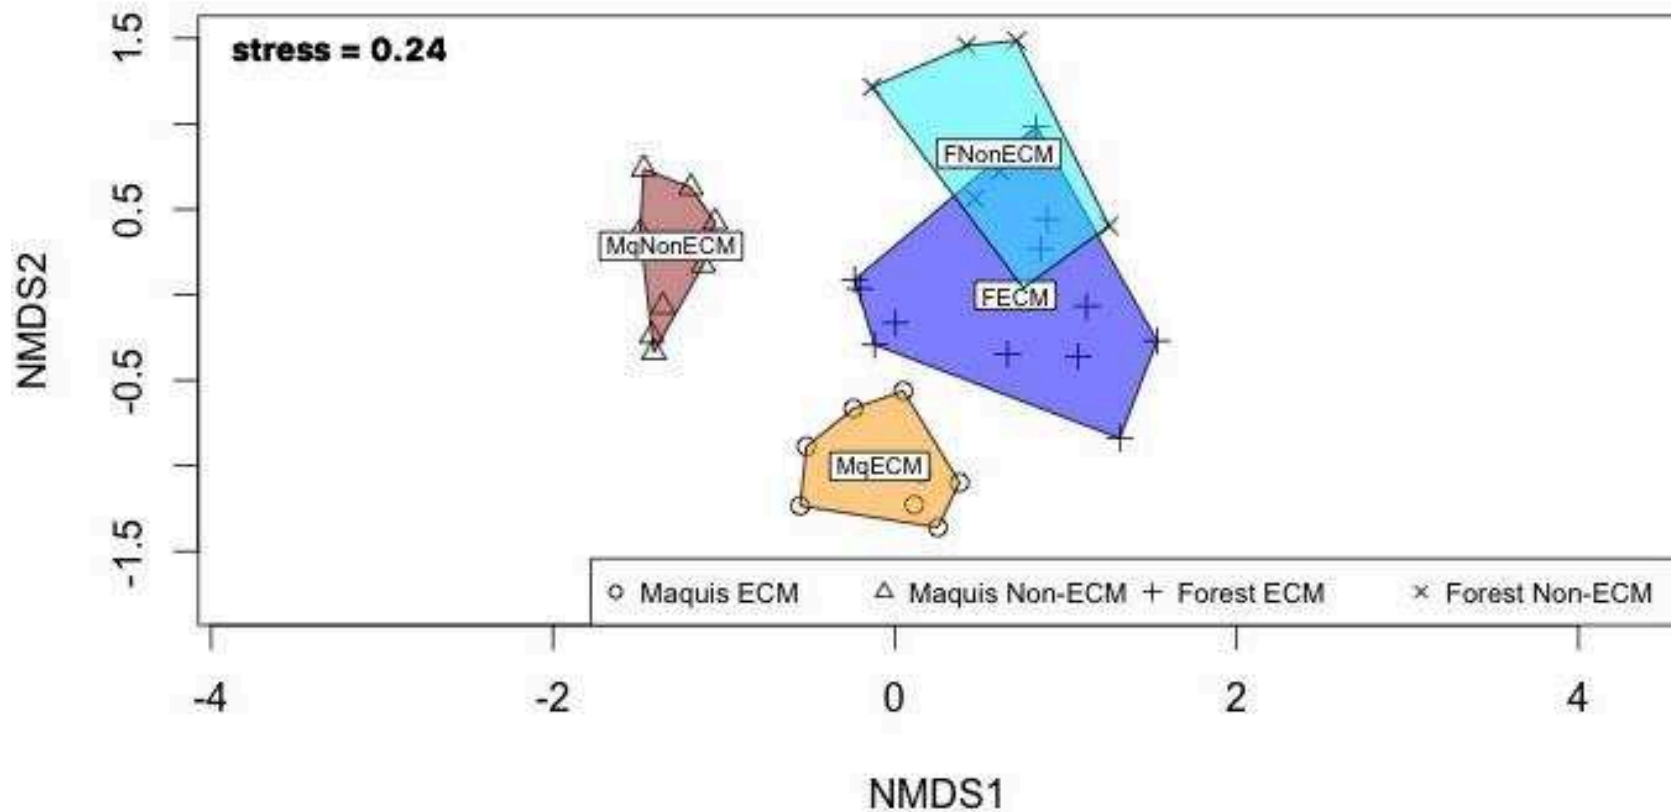 stress = 0.24
1.5
0.5
-0.5
-1.5
NMDS2
FNonECM
MqNonECM
FECM
MqECM
Maquis ECM Maquis Non-ECM Forest ECM Forest Non-ECM
-4 -2 0 2 4
NMDS1